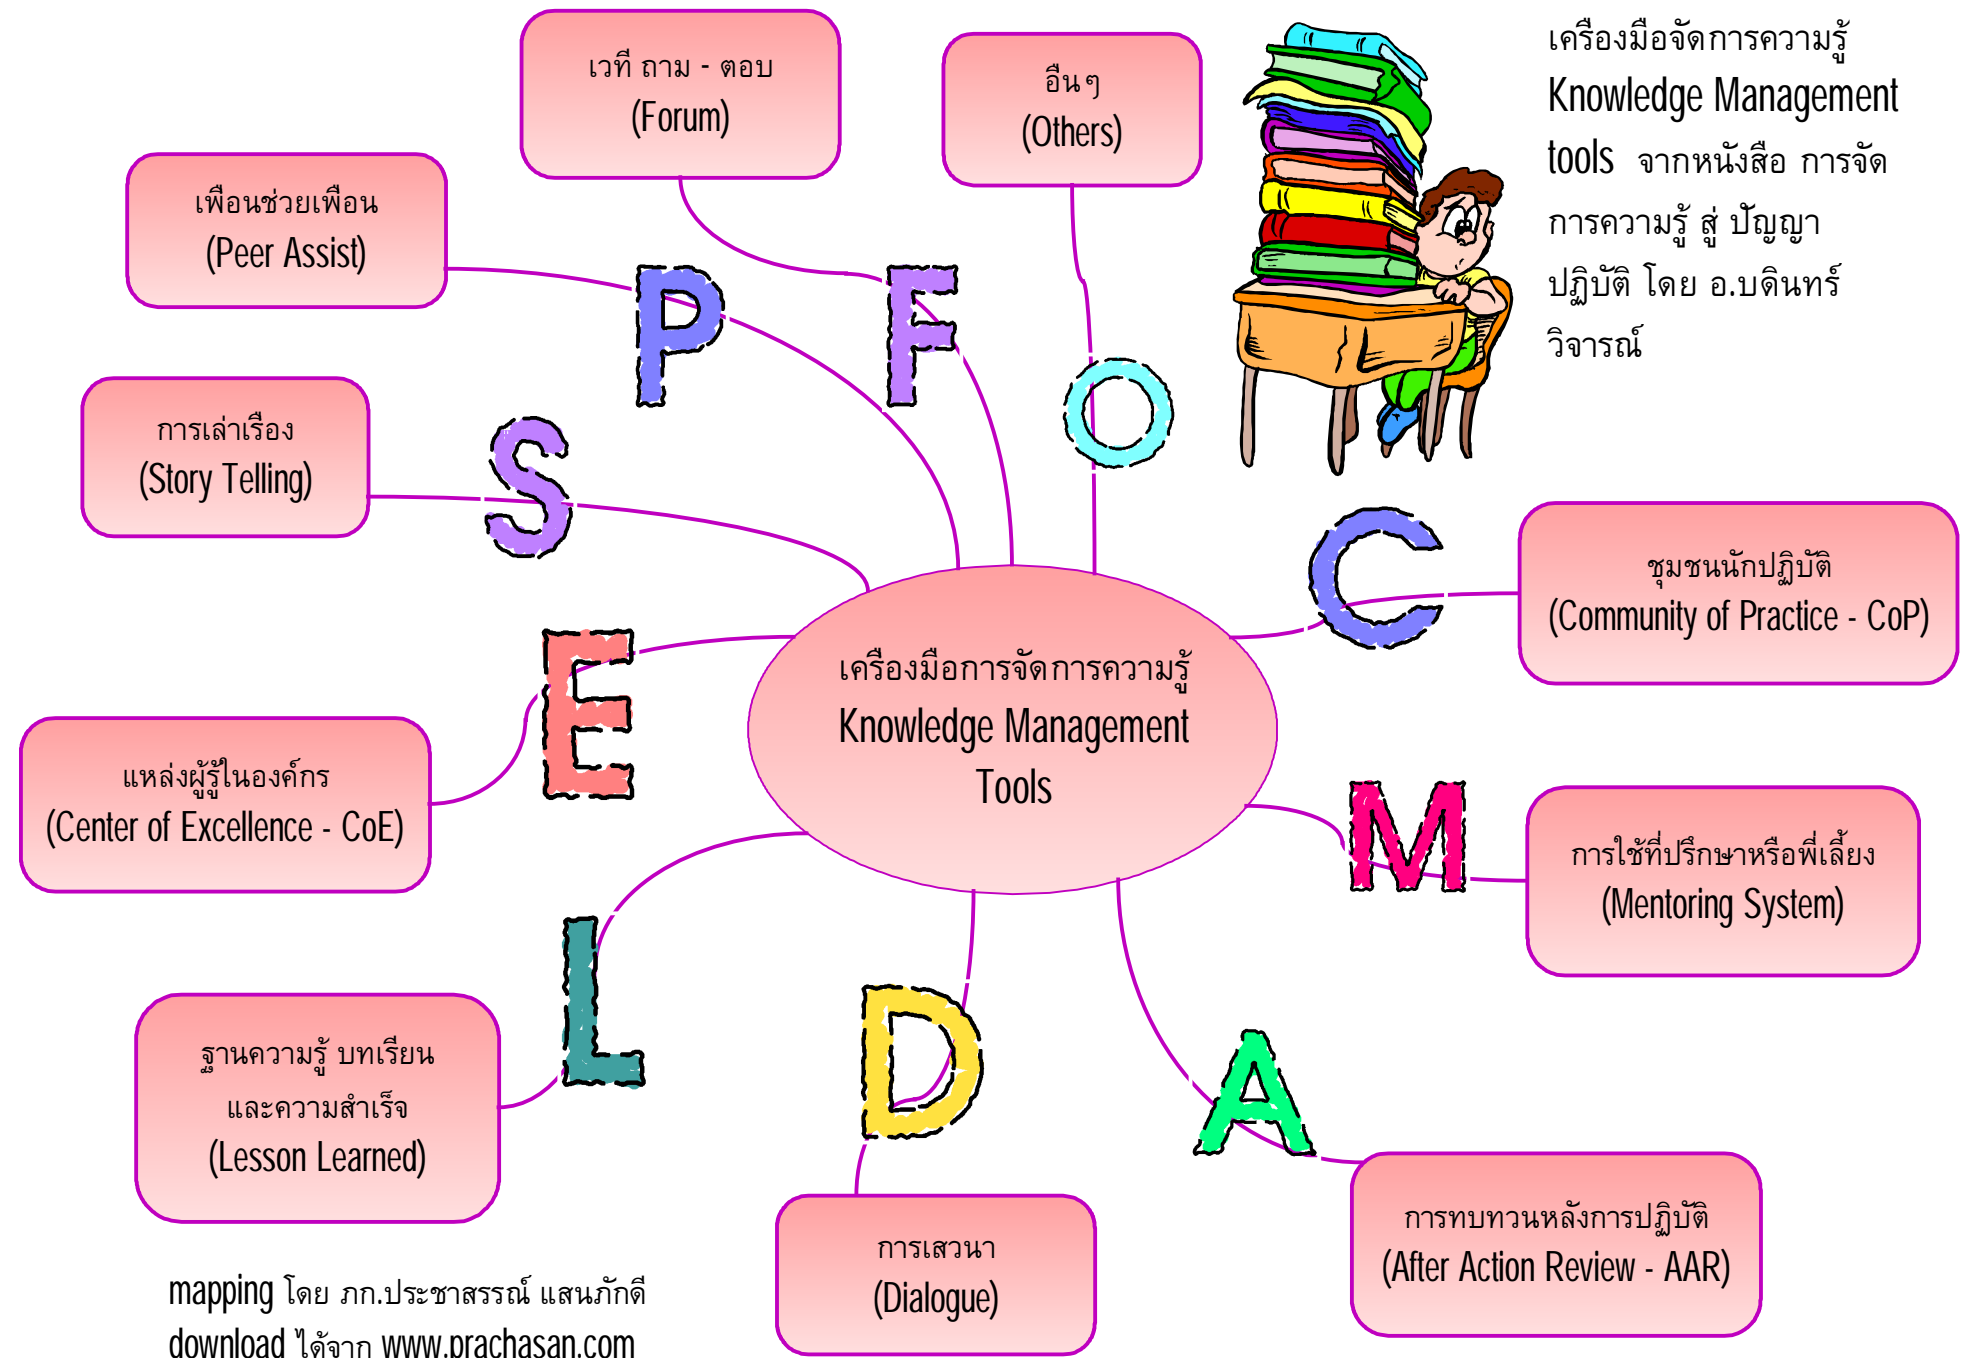 เวที ถาม - ตอบ
(Forum)
อื่นๆ
(Others)
เครื่องมือจัดการความรู้
Knowledge Management
tools จากหนังสือ การจัด
การความรู้ สู่ ปัญญา
ปฏิบัติ โดย อ.บดินทร์
วิจารณ์
เพื่อนช่วยเพื่อน
(Peer Assist)
P
F
O
การเล่าเรื่อง
(Story Telling)
S
C
ชุมชนนักปฏิบัติ
(Community of Practice - CoP)
เครื่องมือการจัดการความรู้
Knowledge Management
Tools
E
แหล่งผู้รู้ในองค์กร
(Center of Excellence - CoE)
M
การใช้ที่ปรึกษาหรือพี่เลี้ยง
(Mentoring System)
L
ฐานความรู้ บทเรียน
และความสำเร็จ
(Lesson Learned)
D
การเสวนา
(Dialogue)
A
การทบทวนหลังการปฏิบัติ
(After Action Review - AAR)
mapping โดย ภก.ประชาสรรณ์ แสนภักดี
download ได้จาก www.prachasan.com